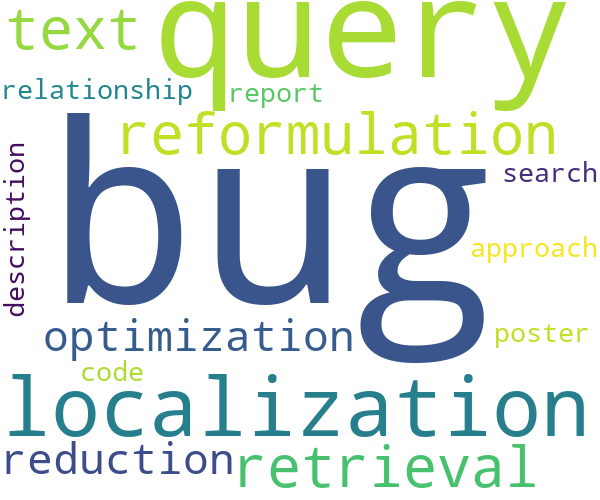 text query
relationship report
reformulation
bug
search
description
approach
optimization poster
code
localization
reduction retrieval